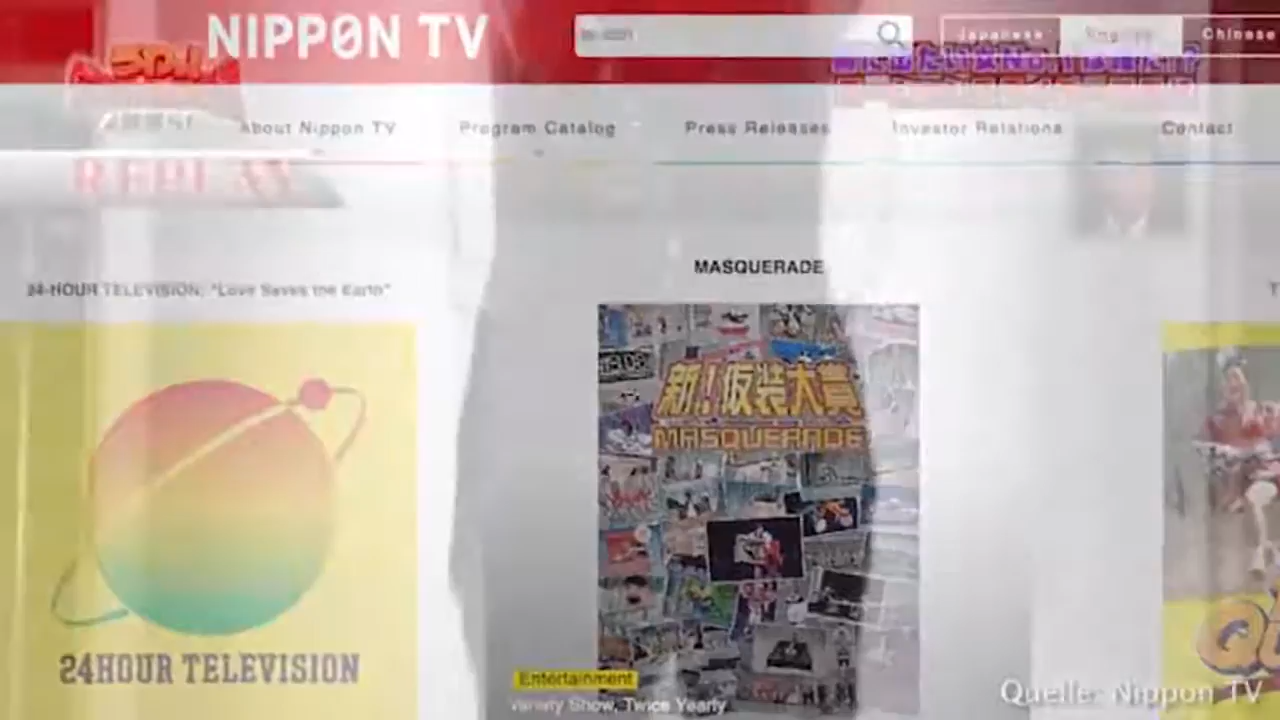 NIPPON TV
Japanese English Chinese
About Nippon TV Program Catalog Press Releases Investor Relations Contact
REPLAY
MASQUERADE
24-HOUR TELEVISION: "Love Saves the Earth"
新!仮装大賞
MASQUERADE
24HOUR TELEVISION
Entertainment
Variety Show, Twice Yearly
Quelle: Nippon TV